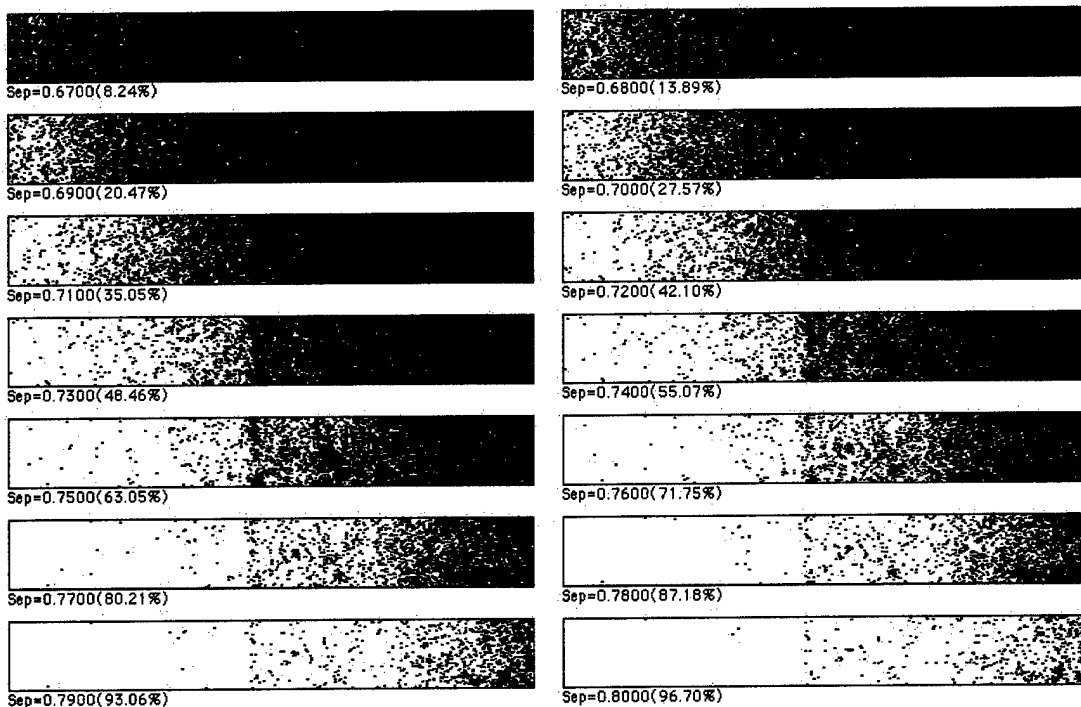 Sep=0.6700(8.24%)
Sep=0.6800(13.89%)
Sep=0.6900(20.47%)
Sep=0.7000(27.57%)
Sep=0.7100(35.05%)
Sep=0.7200(42.10%)
Sep=0.7300(48.46%)
Sep=0.7400(55.07%)
Sep=0.7500(63.05%)
Sep=0.7600(71.75%)
Sep=0.7700(80.21%)
Sep=0.7800(87.18%)
Sep=0.7900(93.06%)
Sep=0.8000(96.70%)